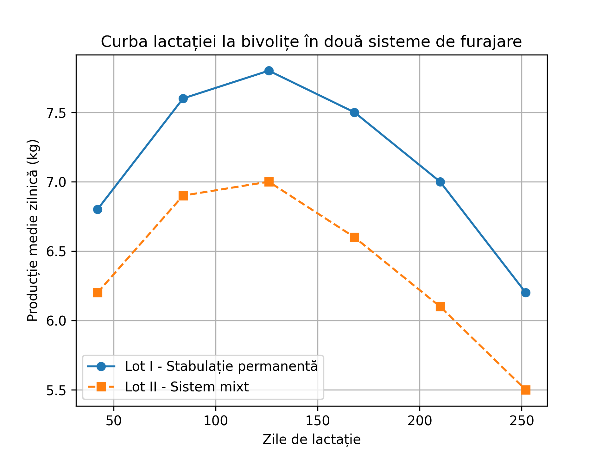 Curba lactației la bivolițe în două sisteme de furajare
Producție medie zilnică (kg)
7.5
7.0
6.5
6.0
5.5
Lot I - Stabulație permanentă
Lot II - Sistem mixt
50 100 150 200 250
Zile de lactație